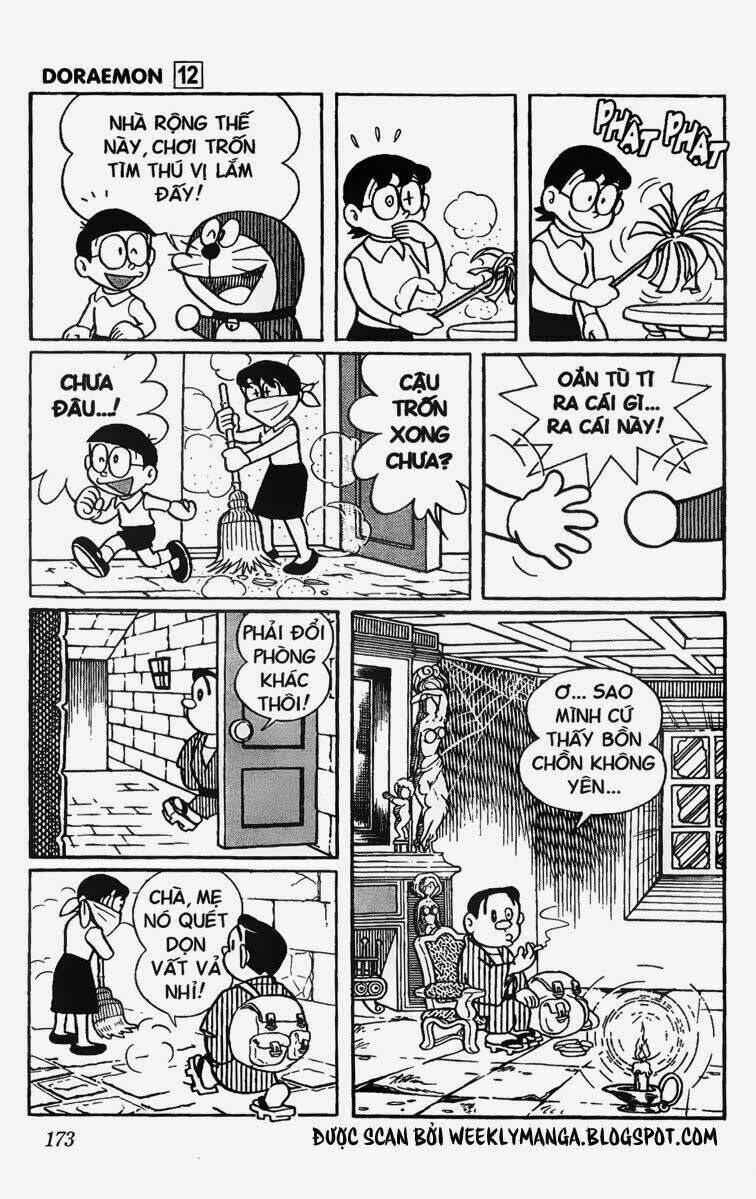 DORAEMON 12
NHÀ RỘNG THẾ
NÀY, CHƠI TRỐN
TÌM THÚ VỊ LẮM
ĐẤY!
PHẬT PHẬT
CHƯA
ĐÂU...!
CẬU
TRỐN
XONG
CHƯA?
OẲN TÙ TÌ
RA CÁI GÌ...
RA CÁI NÀY!
PHẢI ĐỔI
PHÒNG
KHÁC
THÔI!
Ơ... SAO
MÌNH CỨ
THẤY BỒN
CHỒN KHÔNG
YÊN...
CHÀ, MẸ
NÓ QUÉT
DỌN
VẤT VẢ
NHỈ!
173
ĐƯỢC SCAN BỞI WEEKLYMANGA.BLOGSPOT.COM